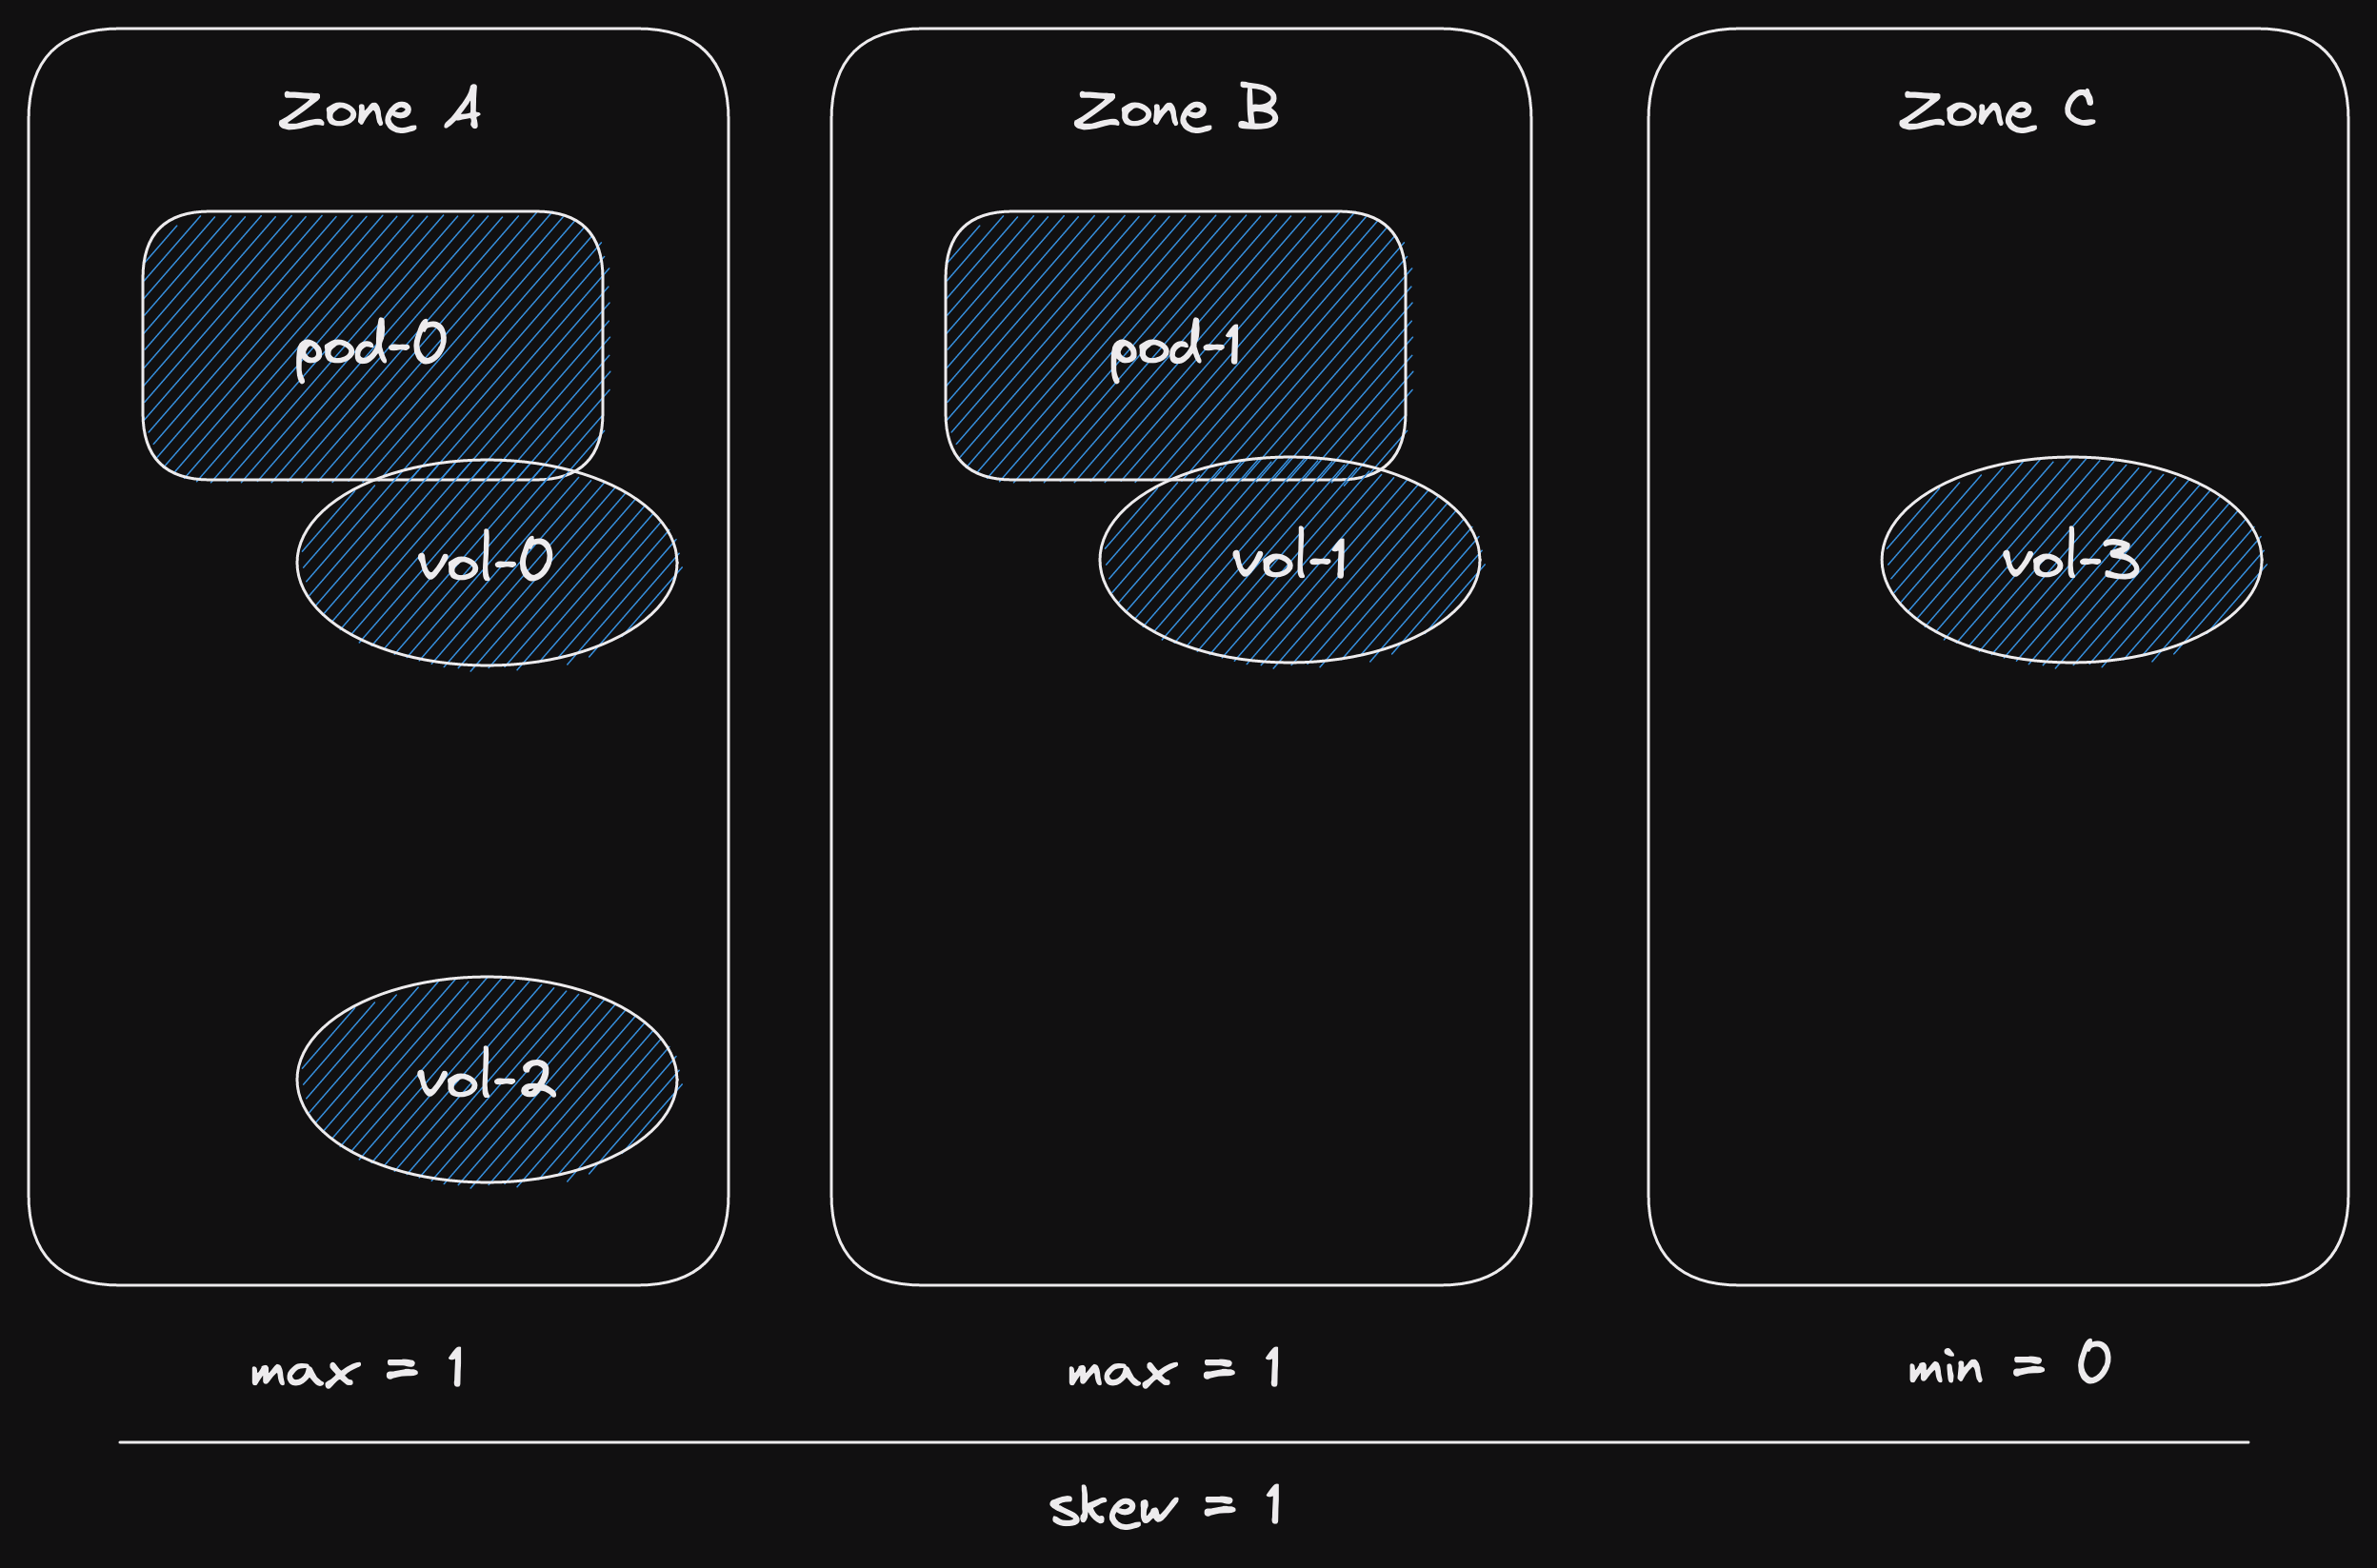 Zone A
Zone B
Zone C
pod-0
pod-1
vol-0
vol-1
vol-3
vol-2
max = 1
max = 1
min = 0
skew = 1